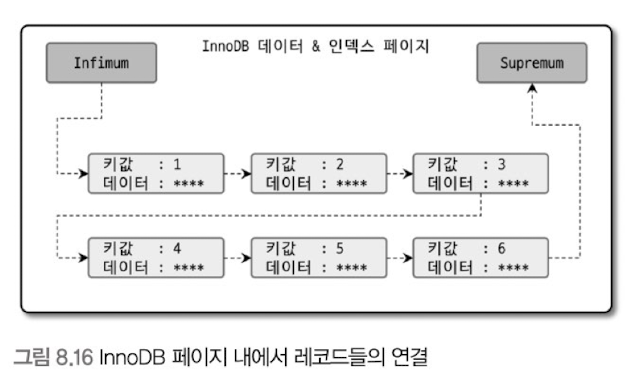 InnoDB 데이터 & 인덱스 페이지
Infimum
Supremum
키값 : 1
데이터 : ****
키값 : 2
데이터 : ****
키값 : 3
데이터 : ****
키값 : 4
데이터 : ****
키값 : 5
데이터 : ****
키값 : 6
데이터 : ****
그림 8.16 InnoDB 페이지 내에서 레코드들의 연결